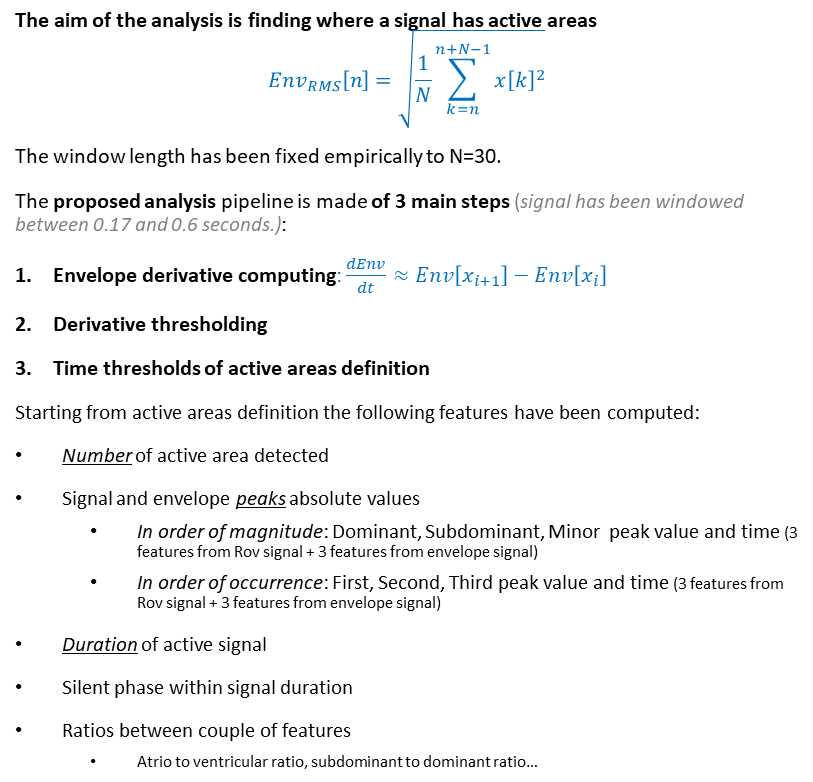 The aim of the analysis is finding where a signal has active areas
Env_RMS[n] = √(1/N ∑_{k=n}^{n+N−1} x[k]²)
The window length has been fixed empirically to N=30.
The proposed analysis pipeline is made of 3 main steps (signal has been windowed
between 0.17 and 0.6 seconds.):
1. Envelope derivative computing: dEnv/dt ≈ Env[x_{i+1}] − Env[x_i]
2. Derivative thresholding
3. Time thresholds of active areas definition
Starting from active areas definition the following features have been computed:
• Number of active area detected
• Signal and envelope peaks absolute values
• In order of magnitude: Dominant, Subdominant, Minor peak value and time (3
features from Rov signal + 3 features from envelope signal)
• In order of occurrence: First, Second, Third peak value and time (3 features from
Rov signal + 3 features from envelope signal)
• Duration of active signal
• Silent phase within signal duration
• Ratios between couple of features
• Atrio to ventricular ratio, subdominant to dominant ratio...